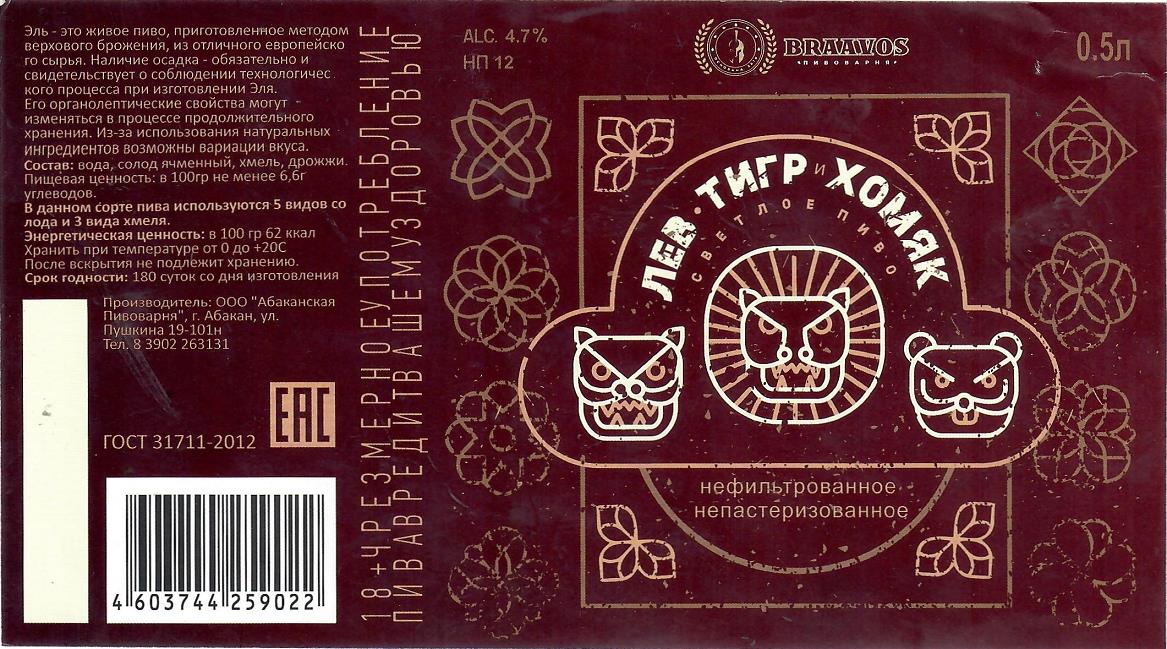 Эль - это живое пиво, приготовленное методом
верхового брожения, из отличного европейско
го сырья. Наличие осадка - обязательно и
свидетельствует о соблюдении технологичес
кого процесса при изготовлении Эля.
Его органолептические свойства могут
изменяться в процессе продолжительного
хранения. Из-за использования натуральных
ингредиентов возможны вариации вкуса.
Состав: вода, солод ячменный, хмель, дрожжи.
Пищевая ценность: в 100гр не менее 6,6г
углеводов.
В данном сорте пива используются 5 видов со
лода и 3 вида хмеля.
Энергетическая ценность: в 100 гр 62 ккал
Хранить при температуре от 0 до +20С
После вскрытия не подлежит хранению.
Срок годности: 180 суток со дня изготовления
Производитель: ООО "Абаканская
Пивоварня", г. Абакан, ул.
Пушкина 19-101н
Тел. 8 3902 263131
ГОСТ 31711-2012
EAC
4 603744 259022
18+ЧРЕЗМЕРНОЕУПОТРЕБЛЕНИЕ
ПИВАВРЕДИТВАШЕМУЗДОРОВЬЮ
ALC. 4.7%
НП 12
BRAAVOS
ПИВОВАРНЯ
0.5л
ЛЕВ · ТИГР И ХОМЯК
СВЕТЛОЕ ПИВО
нефильтрованное
непастеризованное